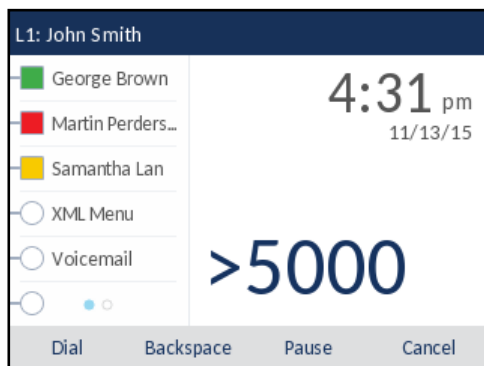 L1: John Smith
George Brown
Martin Perders...
Samantha Lan
XML Menu
Voicemail
4:31 pm
11/13/15
>5000
Dial Backspace Pause Cancel